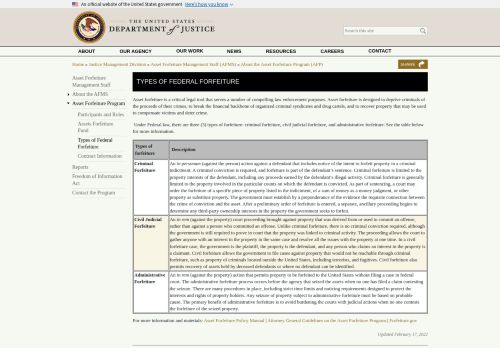 An official website of the United States government Here's how you know
THE UNITED STATES
DEPARTMENT of JUSTICE
Search this site
ABOUT OUR AGENCY OUR WORK NEWS RESOURCES CAREERS CONTACT
Home » Justice Management Division » Asset Forfeiture Management Staff (AFMS) » About the Asset Forfeiture Program (AFP)
SHARE
Asset Forfeiture
Management Staff
About the AFMS
Asset Forfeiture Program
Participants and Roles
Assets Forfeiture
Fund
Types of Federal
Forfeiture
Contact Information
Reports
Freedom of Information
Act
Contact the Program
TYPES OF FEDERAL FORFEITURE
Asset forfeiture is a critical legal tool that serves a number of compelling law enforcement purposes. Asset forfeiture is designed to deprive criminals of
the proceeds of their crimes, to break the financial backbone of organized criminal syndicates and drug cartels, and to recover property that may be used
to compensate victims and deter crime.
Under Federal law, there are three (3) types of forfeiture: criminal forfeiture, civil judicial forfeiture, and administrative forfeiture. See the table below
for more information.
Types of
forfeiture
Description
Criminal
Forfeiture
An in personam (against the person) action against a defendant that includes notice of the intent to forfeit property in a criminal
indictment. A criminal conviction is required, and forfeiture is part of the defendant's sentence. Criminal forfeiture is limited to the
property interests of the defendant, including any proceeds earned by the defendant's illegal activity. Criminal forfeiture is generally
limited to the property involved in the particular counts on which the defendant is convicted. As part of sentencing, a court may
order the forfeiture of a specific piece of property listed in the indictment, of a sum of money as a money judgment, or other
property as substitute property. The government must establish by a preponderance of the evidence the requisite connection between
the crime of conviction and the asset. After a preliminary order of forfeiture is entered, a separate, ancillary proceeding begins to
determine any third-party ownership interests in the property the government seeks to forfeit.
Civil Judicial
Forfeiture
An in rem (against the property) court proceeding brought against property that was derived from or used to commit an offense,
rather than against a person who committed an offense. Unlike criminal forfeiture, there is no criminal conviction required, although
the government is still required to prove in court that the property was linked to criminal activity. The proceeding allows the court to
gather anyone with an interest in the property in the same case and resolve all the issues with the property at one time. In a civil
forfeiture case, the government is the plaintiff, the property is the defendant, and any person who claims an interest in the property is
a claimant. Civil forfeiture allows the government to file cases against property that would not be reachable through criminal
forfeiture, such as property of criminals located outside the United States, including terrorists, and fugitives. Civil forfeiture also
permits recovery of assets held by deceased defendants or where no defendant can be identified.
Administrative
Forfeiture
An in rem (against the property) action that permits property to be forfeited to the United States without filing a case in federal
court. The administrative forfeiture process occurs before the agency that seized the assets when no one has filed a claim contesting
the seizure. There are many procedures in place, including strict time limits and noticing requirements designed to protect the
interests and rights of property holders. Any seizure of property subject to administrative forfeiture must be based on probable
cause. The primary benefit of administrative forfeiture is to avoid burdening the courts with judicial actions when no one contests
the forfeiture of the seized property.
For more information and materials: Asset Forfeiture Policy Manual | Attorney General Guidelines on the Asset Forfeiture Program | Forfeiture.gov
Updated February 17, 2022